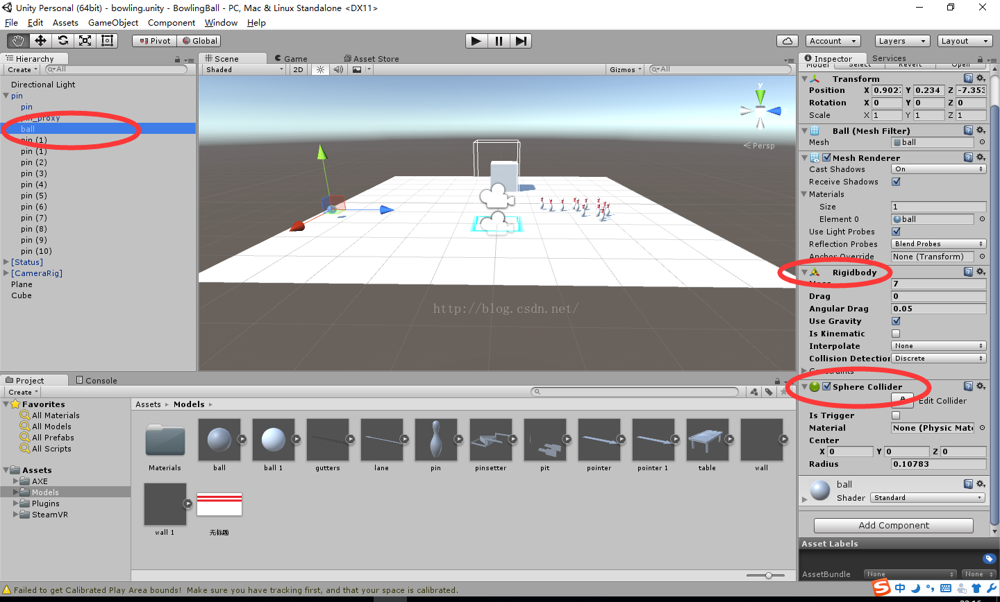 Unity Personal (64bit) - bowling.unity - BowlingBall - PC, Mac & Linux Standalone <DX11>
File Edit Assets GameObject Component Window Help
Pivot Global Account Layers Layout
Hierarchy
Create All
Directional Light
pin
pin
pin_proxy
ball
pin (1)
pin (1)
pin (2)
pin (3)
pin (4)
pin (5)
pin (6)
pin (7)
pin (8)
pin (9)
pin (10)
[Status]
[CameraRig]
Plane
Cube
Scene Game Asset Store
Shaded 2D Gizmos All
y
Persp
http://blog.csdn.net/
Inspector Services
Model Select Revert Open
Transform
Position X 0.902 Y 0.234 Z -7.353
Rotation X 0 Y 0 Z 0
Scale X 1 Y 1 Z 1
Ball (Mesh Filter)
Mesh ball
Mesh Renderer
Cast Shadows On
Receive Shadows
Materials
Size 1
Element 0 ball
Use Light Probes
Reflection Probes Blend Probes
Anchor Override None (Transform)
Rigidbody
Mass 7
Drag 0
Angular Drag 0.05
Use Gravity
Is Kinematic
Interpolate None
Collision Detection Discrete
Constraints
Sphere Collider
Edit Collider
Is Trigger
Material None (Physic Mate
Center
X 0 Y 0 Z 0
Radius 0.10783
ball
Shader Standard
Add Component
Asset Labels
AssetBundle None None
Project Console
Create
Favorites
All Materials
All Models
All Prefabs
All Scripts
Assets
AXE
Models
Plugins
SteamVR
Assets Models
Materials ball ball 1 gutters lane pin pinsetter pit pointer pointer 1 table wall
wall 1 无标题
Failed to get Calibrated Play Area bounds! Make sure you have tracking first, and that your space is calibrated.
S 中